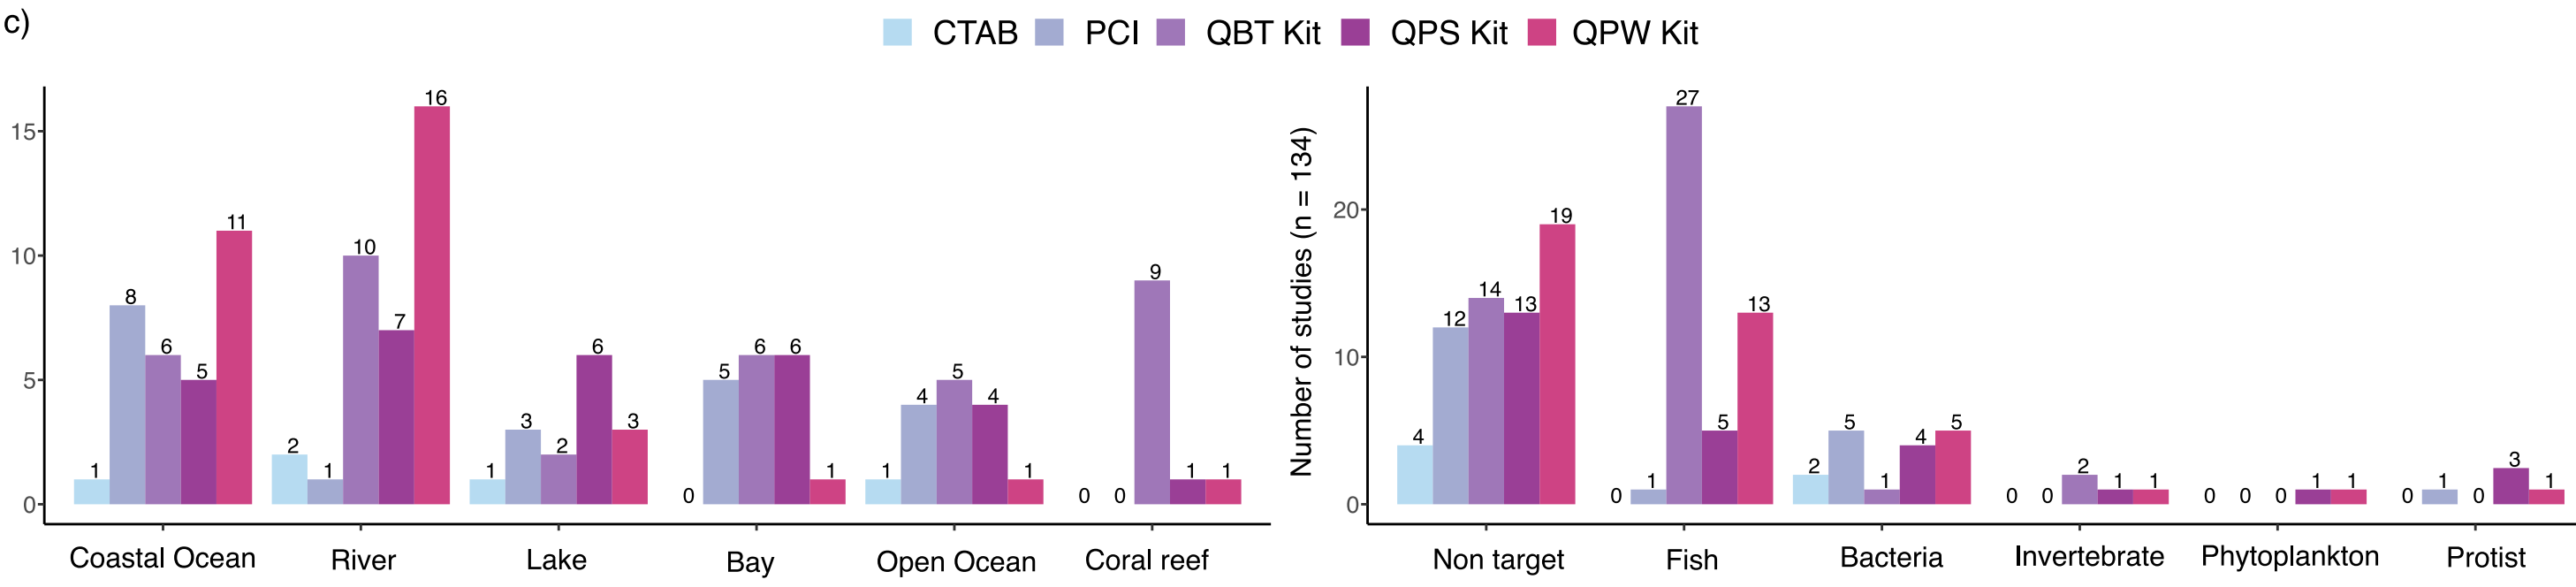 c)
CTAB PCI QBT Kit QPS Kit QPW Kit
15
10
5
0
1 8 6 5 11
2 1 10 7 16
1 3 2 6 3
0 5 6 6 1
1 4 5 4 1
0 0 9 1 1
Coastal Ocean River Lake Bay Open Ocean Coral reef
Number of studies (n = 134)
20
10
0
4 12 14 13 19
0 1 27 5 13
2 5 1 4 5
0 0 2 1 1
0 0 0 1 1
0 1 0 3 1
Non target Fish Bacteria Invertebrate Phytoplankton Protist